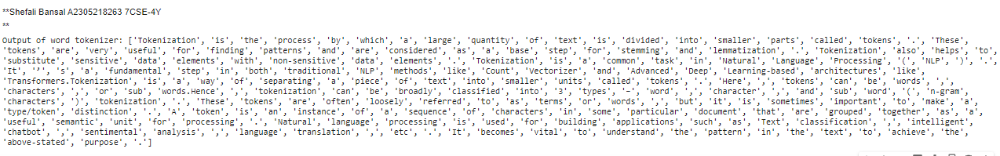 **Shefali Bansal A2305218263 7CSE-4Y
**
Output of word tokenizer: ['Tokenization', 'is', 'the', 'process', 'by', 'which', 'a', 'large', 'quantity', 'of', 'text', 'is', 'divided', 'into', 'smaller', 'parts', 'called', 'tokens', '.', 'These',
'tokens', 'are', 'very', 'useful', 'for', 'finding', 'patterns', 'and', 'are', 'considered', 'as', 'a', 'base', 'step', 'for', 'stemming', 'and', 'lemmatization', '.', 'Tokenization', 'also', 'helps', 'to',
'substitute', 'sensitive', 'data', 'elements', 'with', 'non-sensitive', 'data', 'elements', '.', 'Tokenization', 'is', 'a', 'common', 'task', 'in', 'Natural', 'Language', 'Processing', '(', 'NLP', ')', '.',
'It', '’', 's', 'a', 'fundamental', 'step', 'in', 'both', 'traditional', 'NLP', 'methods', 'like', 'Count', 'Vectorizer', 'and', 'Advanced', 'Deep', 'Learning-based', 'architectures', 'like',
'Transformers.Tokenization', 'is', 'a', 'way', 'of', 'separating', 'a', 'piece', 'of', 'text', 'into', 'smaller', 'units', 'called', 'tokens', '.', 'Here', ',', 'tokens', 'can', 'be', 'words', ',',
'characters', ',', 'or', 'sub', 'words.Hence', ',', 'tokenization', 'can', 'be', 'broadly', 'classified', 'into', '3', 'types', '-', 'word', ',', 'character', ',', 'and', 'sub', 'word', '(', 'n-gram',
'characters', ')', 'tokenization', '.', 'These', 'tokens', 'are', 'often', 'loosely', 'referred', 'to', 'as', 'terms', 'or', 'words', ',', 'but', 'it', 'is', 'sometimes', 'important', 'to', 'make', 'a',
'type/token', 'distinction', '.', 'A', 'token', 'is', 'an', 'instance', 'of', 'a', 'sequence', 'of', 'characters', 'in', 'some', 'particular', 'document', 'that', 'are', 'grouped', 'together', 'as', 'a',
'useful', 'semantic', 'unit', 'for', 'processing', '.', 'Natural', 'language', 'processing', 'is', 'used', 'for', 'building', 'applications', 'such', 'as', 'Text', 'classification', ',', 'intelligent',
'chatbot', ',', 'sentimental', 'analysis', ',', 'language', 'translation', ',', 'etc', '.', 'It', 'becomes', 'vital', 'to', 'understand', 'the', 'pattern', 'in', 'the', 'text', 'to', 'achieve', 'the',
'above-stated', 'purpose', '.']